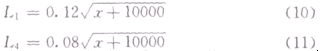 L₁ = 0.12√(x+10000) (10)
L₄ = 0.08√(x+10000) (11)